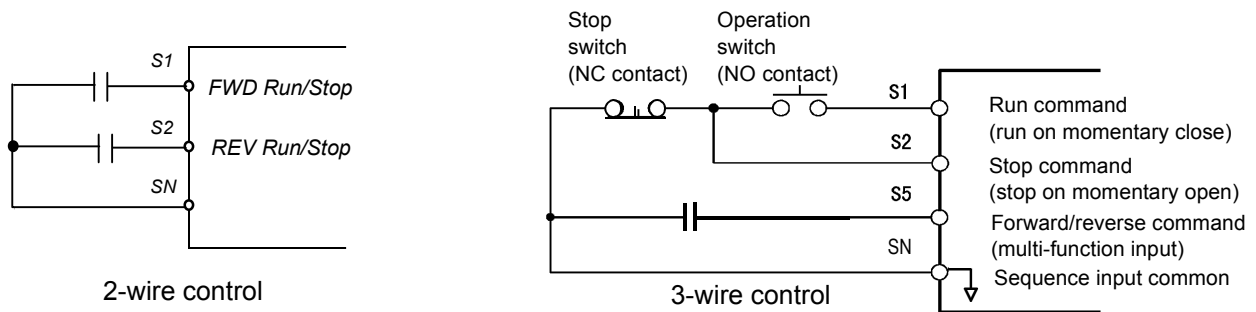 S1
FWD Run/Stop
S2
REV Run/Stop
SN
2-wire control
Stop
switch
(NC contact)
Operation
switch
(NO contact)
S1
Run command
(run on momentary close)
S2
Stop command
(stop on momentary open)
S5
Forward/reverse command
(multi-function input)
SN
Sequence input common
3-wire control